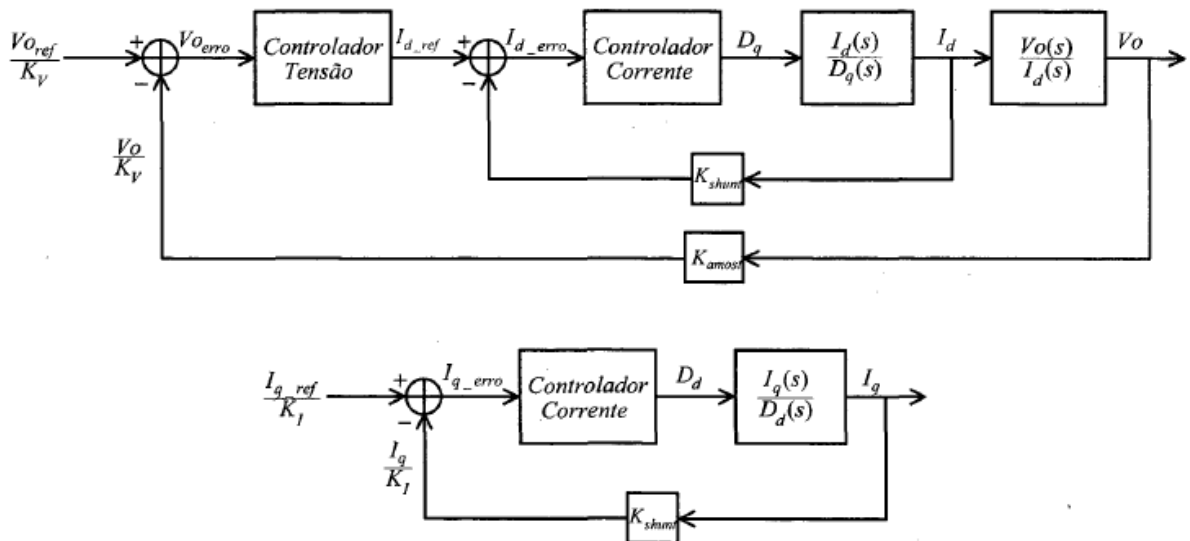 Vo_ref / K_V
+
−
Vo_erro
Controlador
Tensão
I_d_ref
+
−
I_d_erro
Controlador
Corrente
D_q
I_d(s)
D_q(s)
I_d
Vo(s)
I_d(s)
Vo
K_shunt
Vo / K_V
K_amost
I_q_ref / K_I
+
−
I_q_erro
Controlador
Corrente
D_d
I_q(s)
D_d(s)
I_q
I_q / K_I
K_shunt